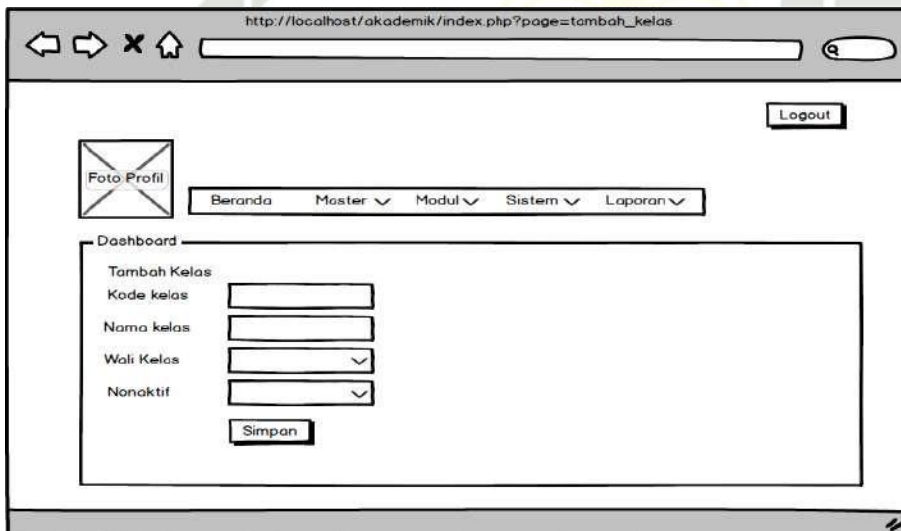 http://localhost/akademik/index.php?page=tambah_kelas
Logout
Foto Profil
Beranda Master Modul Sistem Laporan
Dashboard
Tambah Kelas
Kode kelas
Nama kelas
Wali Kelas
Nonaktif
Simpan